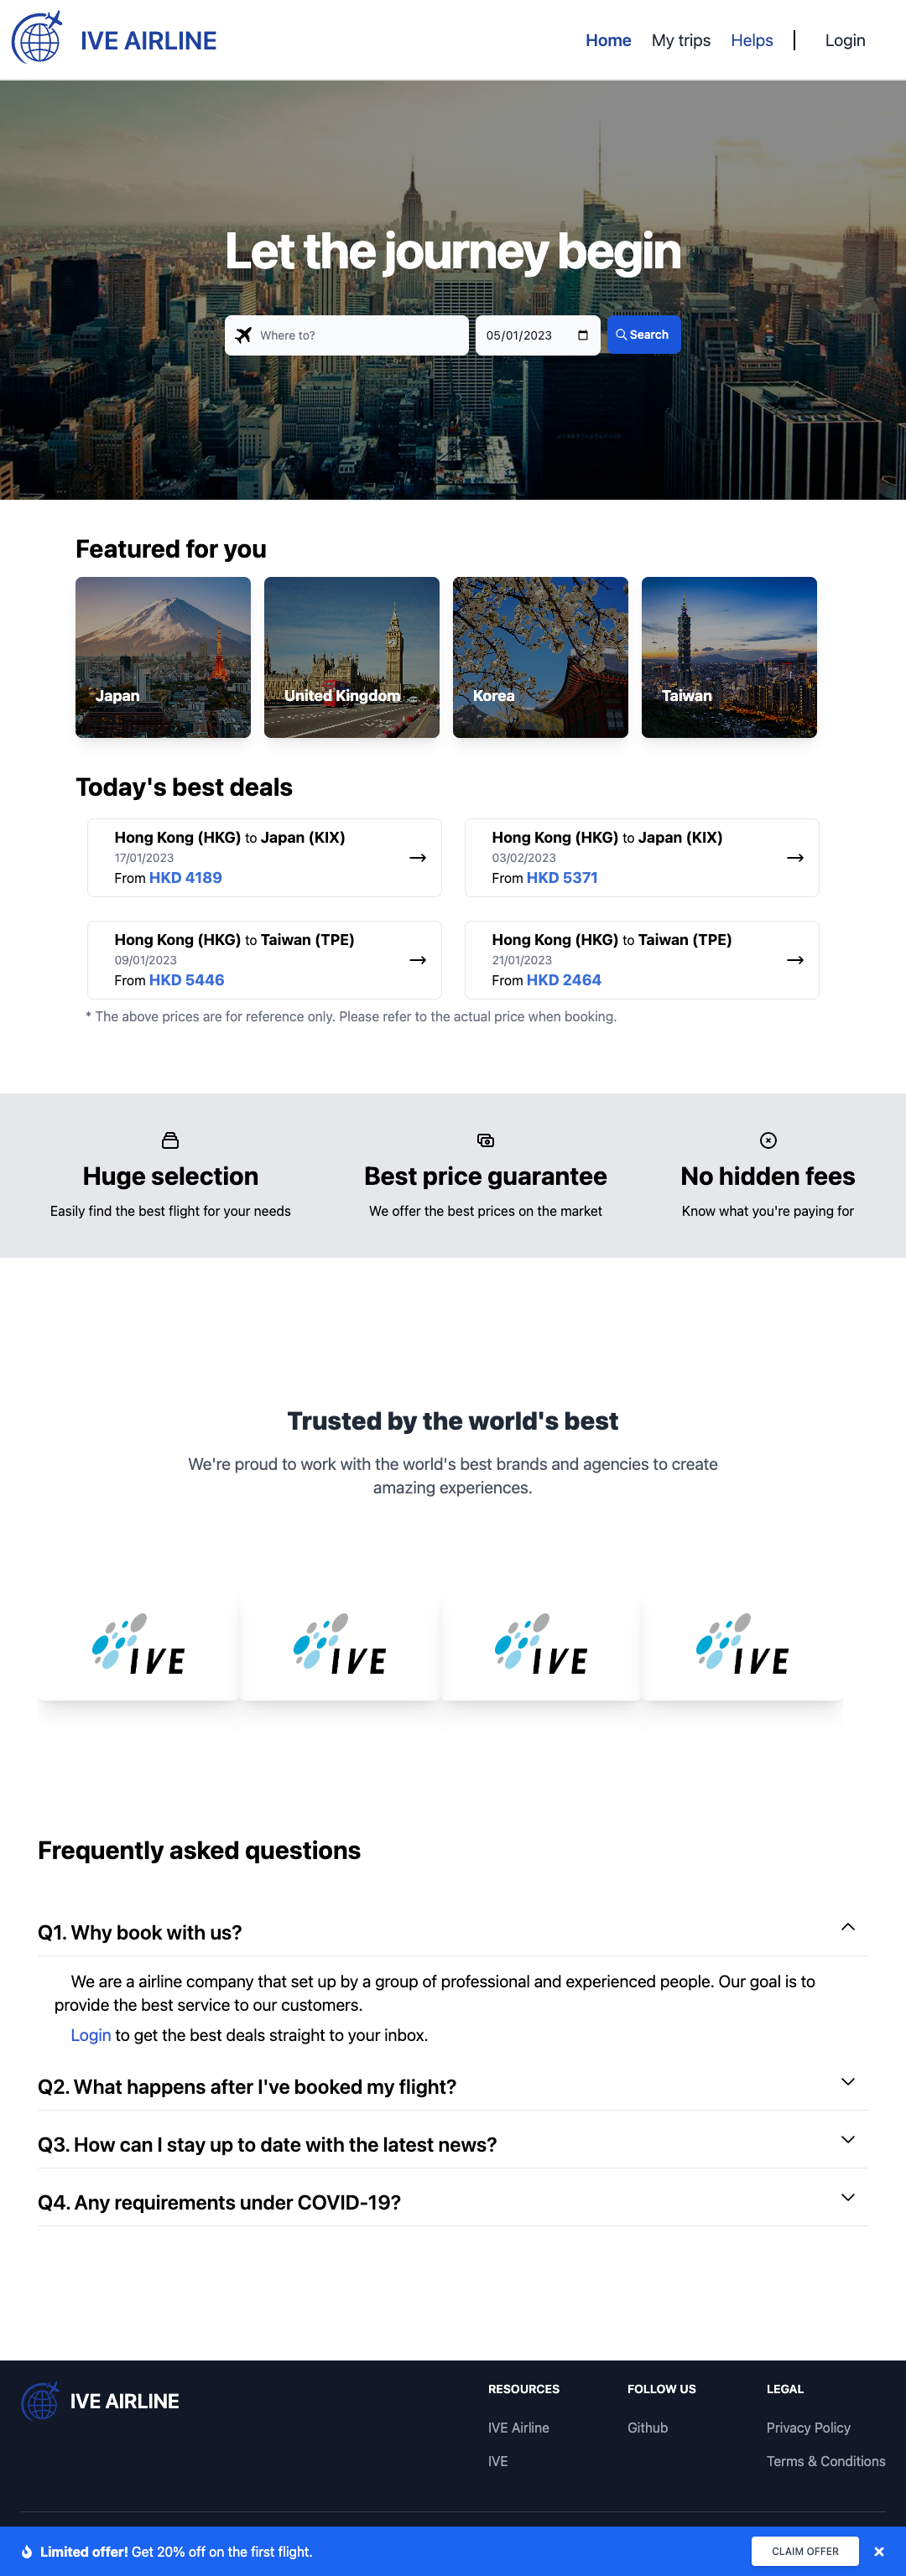 IVE AIRLINE
Home My trips Helps Login
Let the journey begin
Where to? 05/01/2023 Search
Featured for you
Japan United Kingdom Korea Taiwan
Today's best deals
Hong Kong (HKG) to Japan (KIX)
17/01/2023
From HKD 4189
Hong Kong (HKG) to Japan (KIX)
03/02/2023
From HKD 5371
Hong Kong (HKG) to Taiwan (TPE)
09/01/2023
From HKD 5446
Hong Kong (HKG) to Taiwan (TPE)
21/01/2023
From HKD 2464
* The above prices are for reference only. Please refer to the actual price when booking.
Huge selection
Easily find the best flight for your needs
Best price guarantee
We offer the best prices on the market
No hidden fees
Know what you're paying for
Trusted by the world's best
We're proud to work with the world's best brands and agencies to create
amazing experiences.
IVE IVE IVE IVE
Frequently asked questions
Q1. Why book with us?
We are a airline company that set up by a group of professional and experienced people. Our goal is to
provide the best service to our customers.
Login to get the best deals straight to your inbox.
Q2. What happens after I've booked my flight?
Q3. How can I stay up to date with the latest news?
Q4. Any requirements under COVID-19?
IVE AIRLINE
RESOURCES
IVE Airline
IVE
FOLLOW US
Github
LEGAL
Privacy Policy
Terms & Conditions
Limited offer! Get 20% off on the first flight.
CLAIM OFFER